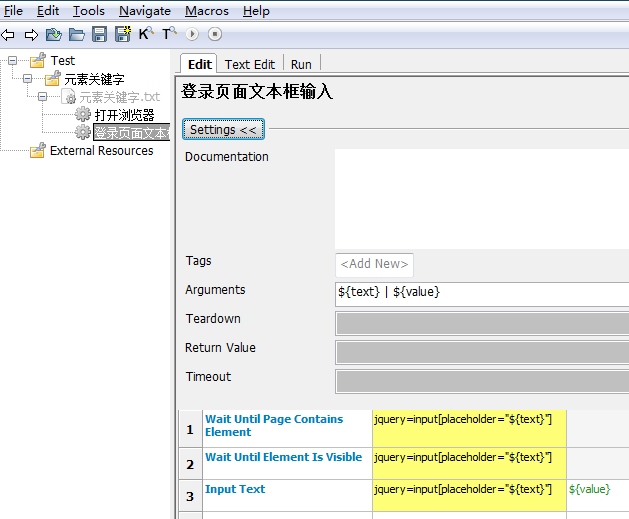 File Edit Tools Navigate Macros Help
K T
Test
元素关键字
元素关键字.txt
打开浏览器
登录页面文本框
External Resources
Edit Text Edit Run
登录页面文本框输入
Settings <<
Documentation
Tags <Add New>
Arguments ${text} | ${value}
Teardown
Return Value
Timeout
1 Wait Until Page Contains jquery=input[placeholder="${text}"]
Element
2 Wait Until Element Is Visible jquery=input[placeholder="${text}"]
3 Input Text jquery=input[placeholder="${text}"] ${value}